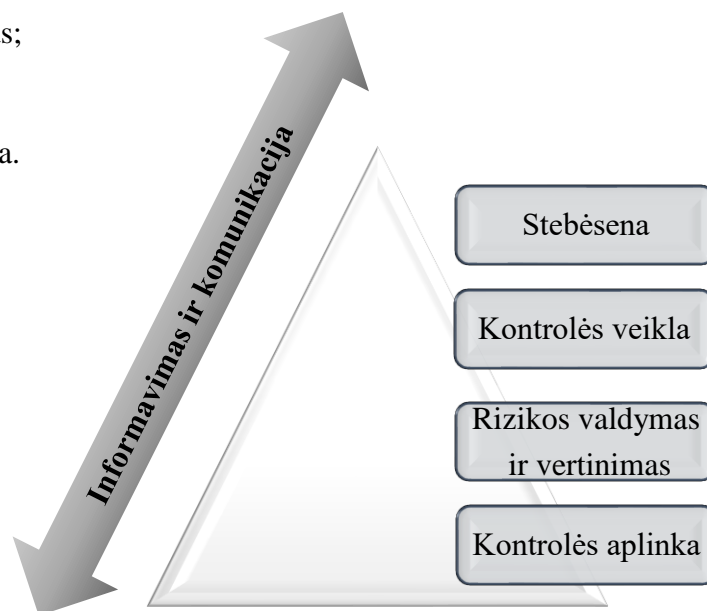 s;
a.
Informavimas ir komunikacija
Stebėsena
Kontrolės veikla
Rizikos valdymas
ir vertinimas
Kontrolės aplinka